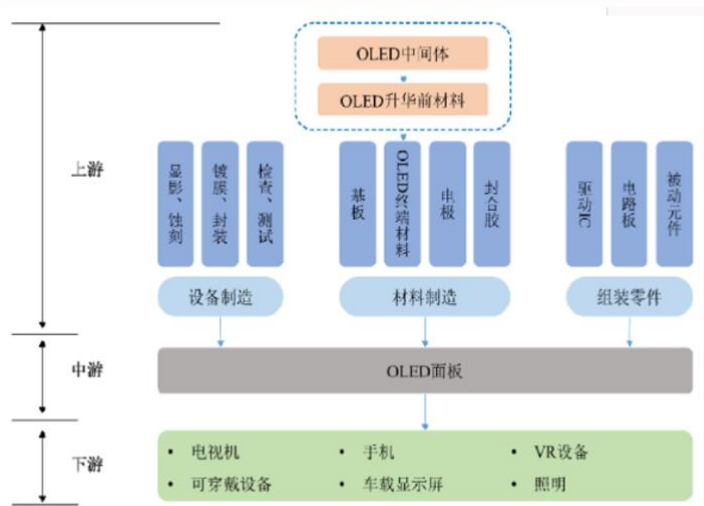 OLED中间体
OLED升华前材料
上游
显影、蚀刻
镀膜、封装
检查、测试
基板
OLED终端材料
电极
封合胶
驱动IC
电路板
被动元件
设备制造
材料制造
组装零件
中游
OLED面板
下游
• 电视机
• 手机
• VR设备
• 可穿戴设备
• 车载显示屏
• 照明